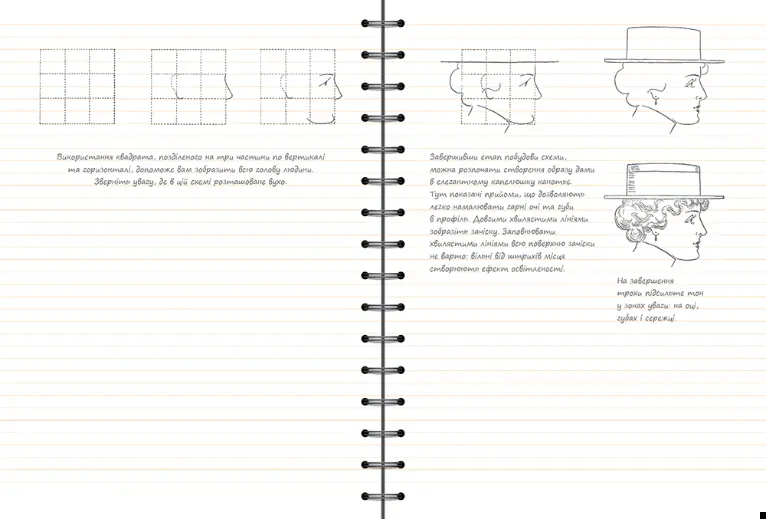 Використання квадрата, поділеного на три частини по вертикалі
та горизонталі, допоможе вам зобразити всю голову людини.
Зверніть увагу, де в цій схемі розташоване вухо.
Завершивши етап побудови схеми,
можна розпочати створення образу дами
в елегантному капелюшку канотьє.
Тут показані прийоми, що дозволяють
легко намалювати гарні очі та губи
в профіль. Довгими хвилястими лініями
зобразіть зачіску. Заповнювати
хвилястими лініями всю поверхню зачіски
не варто: вільні від штрихів місця
створюють ефект освітленості.
На завершення
трохи підсильте тон
у зонах уваги: на оці,
губах і сережці.